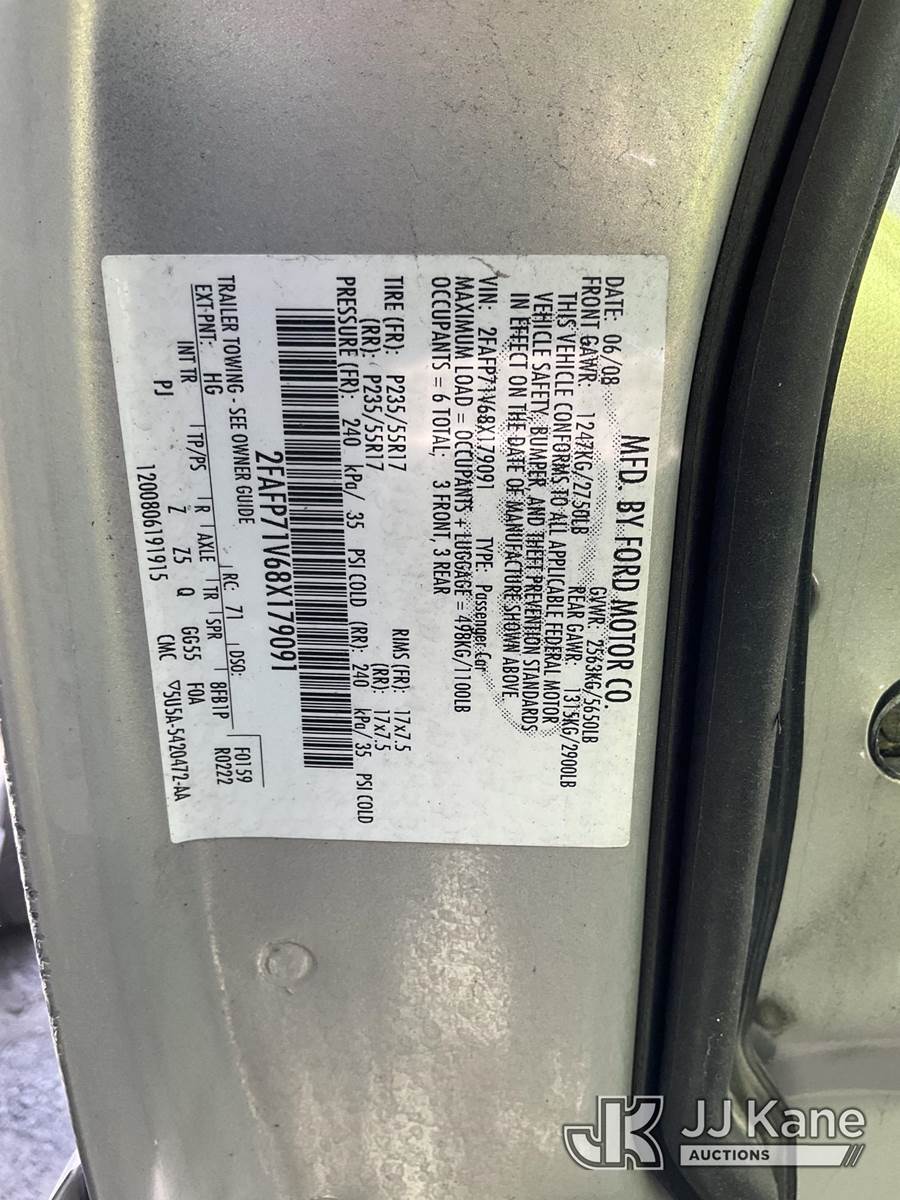 MFD. BY FORD MOTOR CO.
DATE: 06/08 GVWR: 2563KG/5650LB
FRONT GAWR: 1247KG/2750LB REAR GAWR: 1315KG/2900LB
THIS VEHICLE CONFORMS TO ALL APPLICABLE FEDERAL MOTOR
VEHICLE SAFETY, BUMPER, AND THEFT PREVENTION STANDARDS
IN EFFECT ON THE DATE OF MANUFACTURE SHOWN ABOVE
VIN: 2FAFP71V68X179091 TYPE: Passenger Car
MAXIMUM LOAD = OCCUPANTS + LUGGAGE = 498KG/1100LB
OCCUPANTS = 6 TOTAL, 3 FRONT, 3 REAR
TIRE (FR): P235/55R17 RIMS (FR): 17x7.5
(RR): P235/55R17 (RR): 17x7.5
PRESSURE (FR): 240 kPa/ 35 PSI COLD (RR): 240 kPa/35 PSI COLD
2FAFP71V68X179091
TRAILER TOWING - SEE OWNER GUIDE
F0159
EXT-PNT: HG RC: 71 DSO: R0222
INT TR TP/PS R AXLE TR SPR 8FB1P
PJ Z Z5 Q GG55 F0A
120080619191​5 CMC ▽5U5A-5420472-AA
JK JJ Kane
AUCTIONS